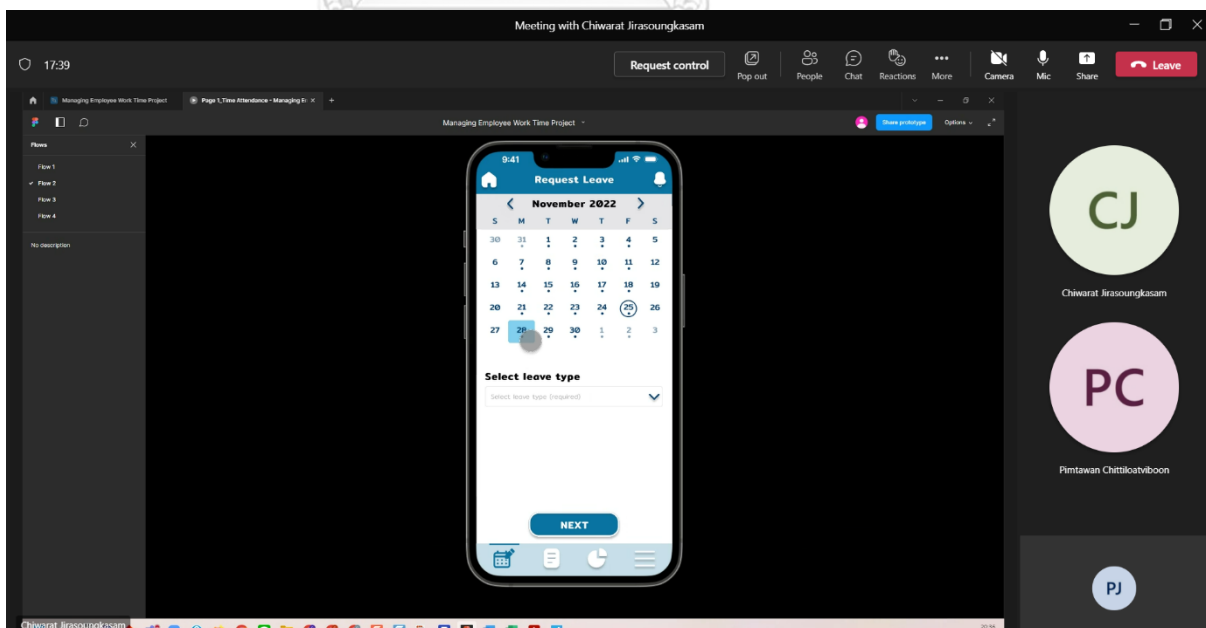 Meeting with Chiwarat Jirasoungkasam
17:39
Request control
Pop out
People
Chat
Reactions
More
Camera
Mic
Share
Leave
Managing Employee Work Time Project
Page 1, Time Attendance - Managing Er
Managing Employee Work Time Project
Share prototype
Options
Flows
Flow 1
Flow 2
Flow 3
Flow 4
No description
9:41
Request Leave
November 2022
S M T W T F S
30 31 1 2 3 4 5
6 7 8 9 10 11 12
13 14 15 16 17 18 19
20 21 22 23 24 25 26
27 28 29 30 1 2 3
Select leave type
Select leave type (required)
NEXT
CJ
Chiwarat Jirasoungkasam
PC
Pimtawan Chittiloatviboon
PJ
Chiwarat Jirasoungkasam